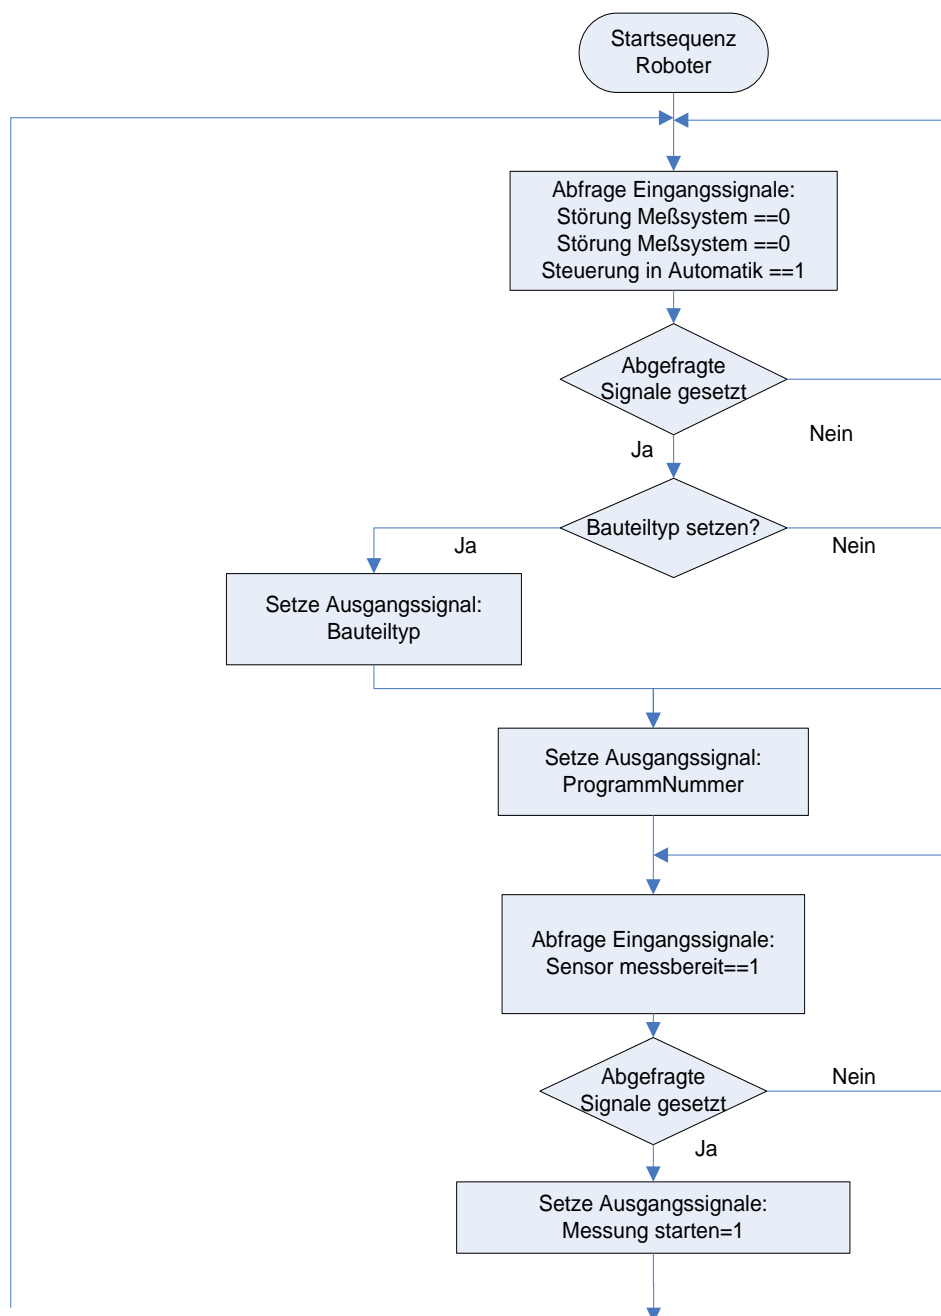 Startsequenz
Roboter
Abfrage Eingangssignale:
Störung Meßsystem ==0
Störung Meßsystem ==0
Steuerung in Automatik ==1
Abgefragte
Signale gesetzt
Nein
Ja
Bauteiltyp setzen?
Ja
Nein
Setze Ausgangssignal:
Bauteiltyp
Setze Ausgangssignal:
ProgrammNummer
Abfrage Eingangssignale:
Sensor messbereit==1
Abgefragte
Signale gesetzt
Nein
Ja
Setze Ausgangssignale:
Messung starten=1